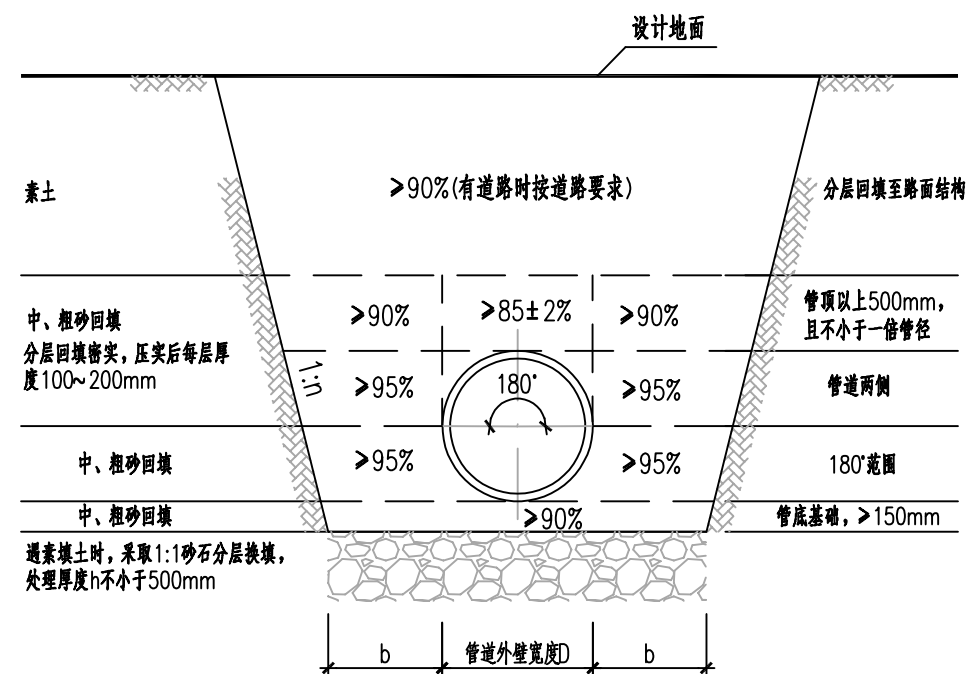 设计地面
素土
≥90%(有道路时按道路要求)
分层回填至路面结构
中、粗砂回填
分层回填密实，压实后每层厚
度100~200mm
≥90%
≥85±2%
≥90%
管顶以上500mm，
且不小于一倍管径
1:n
≥95%
180°
≥95%
管道两侧
中、粗砂回填
≥95%
≥95%
180°范围
中、粗砂回填
≥90%
管底基础，≥150mm
遇素填土时，采取1:1砂石分层换填，
处理厚度h不小于500mm
b
管道外壁宽度D
b